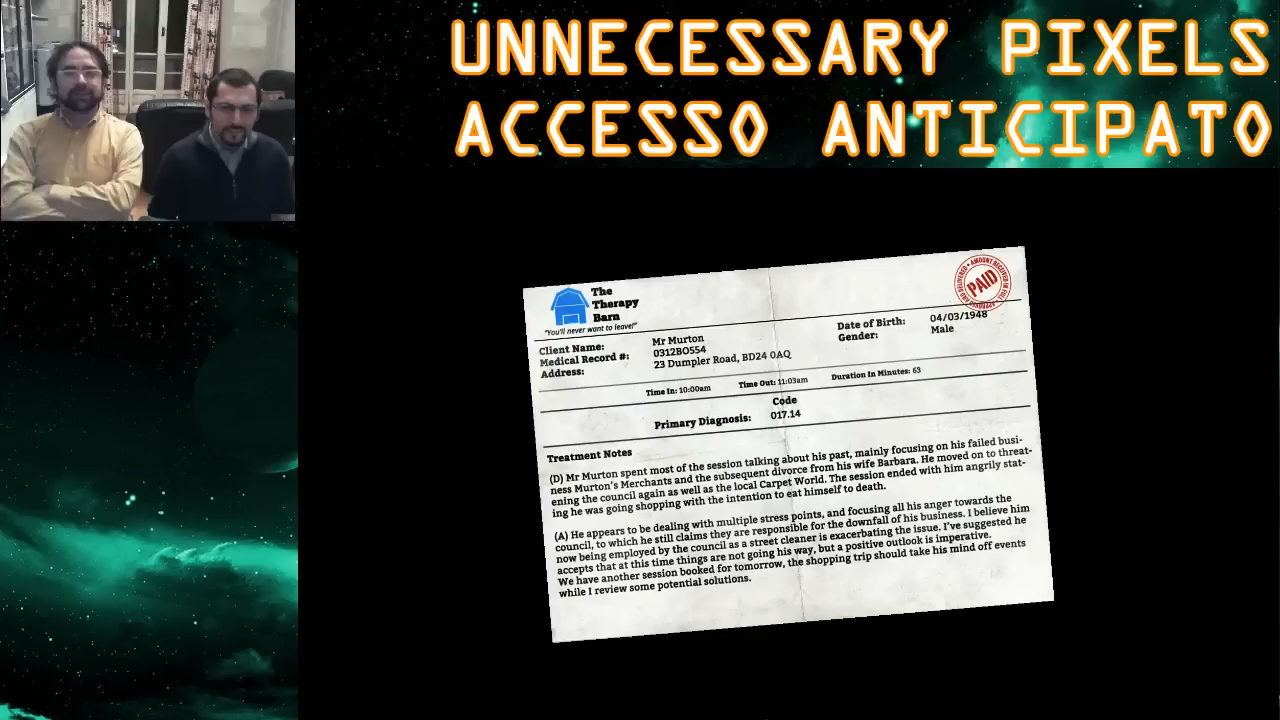 UNNECESSARY PIXELS
ACCESSO ANTICIPATO
The
Therapy
Barn
"You'll never want to leave!"
PAID
Client Name: Mr Murton
Medical Record #: 0312BO554
Address: 23 Dumpler Road, BD24 0AQ
Date of Birth: 04/03/1948
Gender: Male
Time In: 10:00am Time Out: 11:03am Duration In Minutes: 63
Code
Primary Diagnosis: 017.14
Treatment Notes
(D) Mr Murton spent most of the session talking about his past, mainly focusing on his failed busi-
ness Murton's Merchants and the subsequent divorce from his wife Barbara. He moved on to threat-
ening the council again as well as the local Carpet World. The session ended with him angrily stat-
ing he was going shopping with the intention to eat himself to death.
(A) He appears to be dealing with multiple stress points, and focusing all his anger towards the
council, to which he still claims they are responsible for the downfall of his business. I believe him
now being employed by the council as a street cleaner is exacerbating the issue. I've suggested he
accepts that at this time things are not going his way, but a positive outlook is imperative.
We have another session booked for tomorrow, the shopping trip should take his mind off events
while I review some potential solutions.